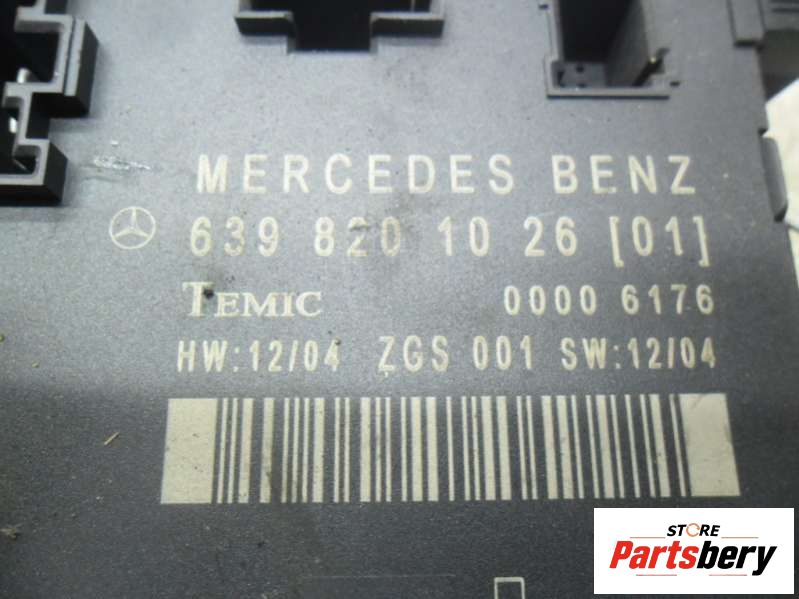 MERCEDES BENZ
639 820 10 26 [01]
TEMIC 0000 6176
HW:12/04 ZGS 001 SW:12/04
STORE
Partsbery